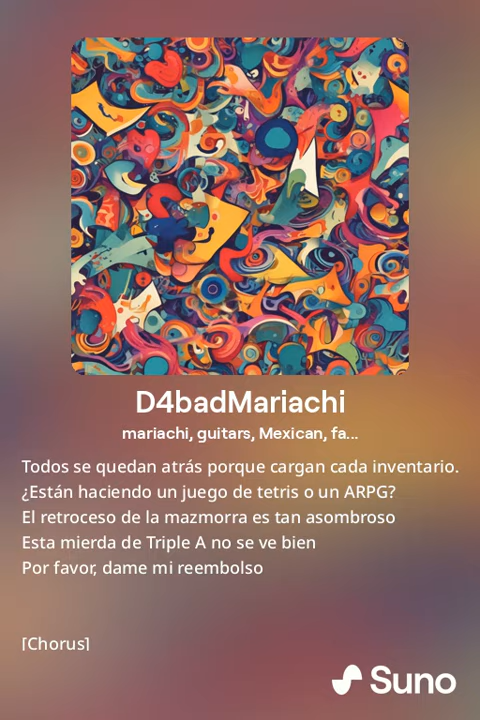 D4badMariachi
mariachi, guitars, Mexican, fa...
Todos se quedan atrás porque cargan cada inventario.
¿Están haciendo un juego de tetris o un ARPG?
El retroceso de la mazmorra es tan asombroso
Esta mierda de Triple A no se ve bien
Por favor, dame mi reembolso
[Chorus]
Suno